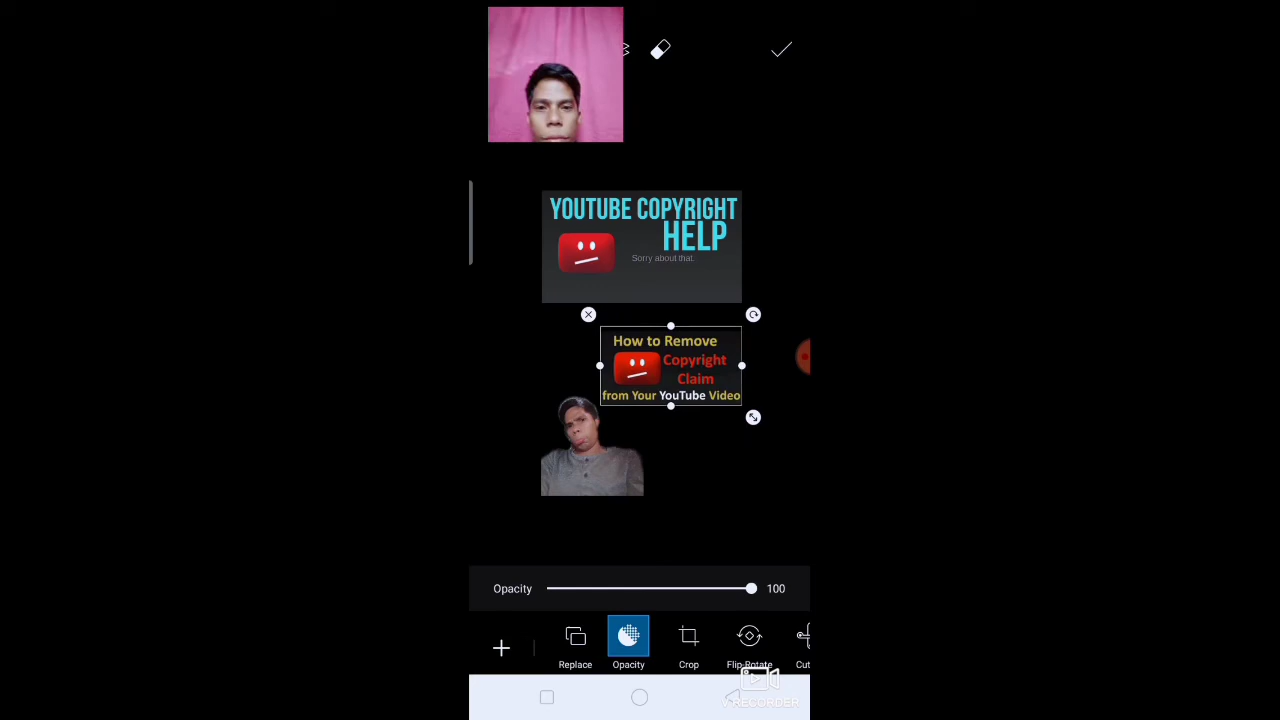 YOUTUBE COPYRIGHT
HELP
Sorry about that.
How to Remove
Copyright
Claim
from Your YouTube Video
Opacity 100
Replace Opacity Crop Flip-Rotate Cut
V RECORDER